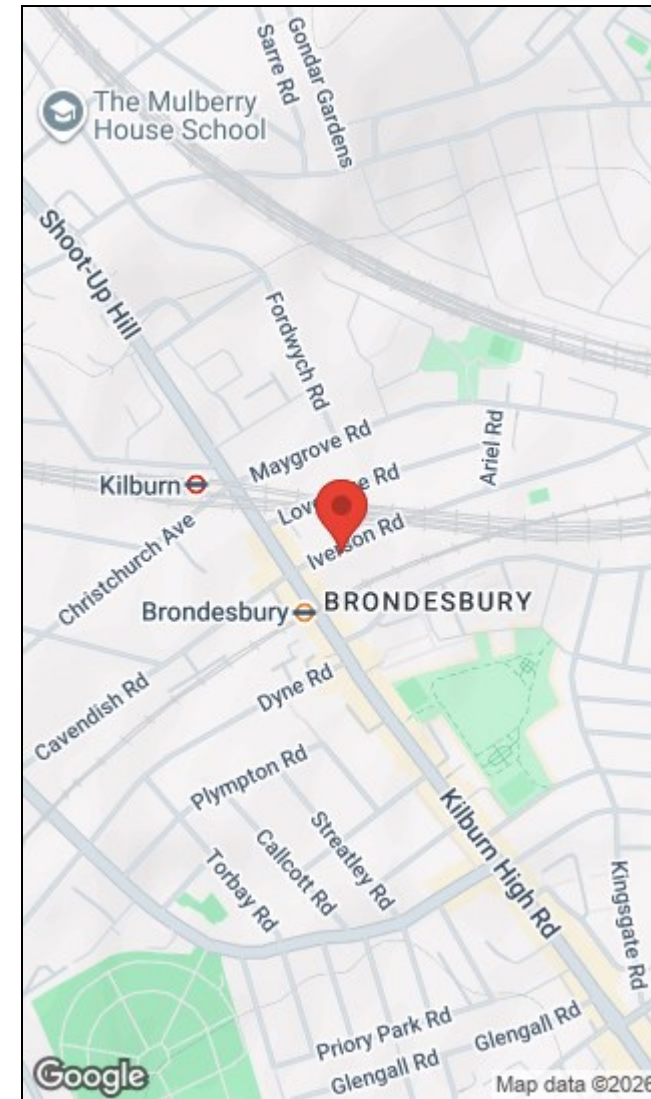 Sarre Rd
Gondar Gardens
The Mulberry
House School
Shoot-Up Hill
Fordwych Rd
Maygrove Rd
Ariel Rd
Kilburn
Iverson Rd
Christchurch Ave
Brondesbury
BRONDESBURY
Cavendish Rd
Dyne Rd
Plympton Rd
Streatley Rd
Callcott Rd
Torbay Rd
Kilburn High Rd
Kingsgate Rd
Priory Park Rd
Glengall Rd
Glengall Rd
Google
Map data ©2026